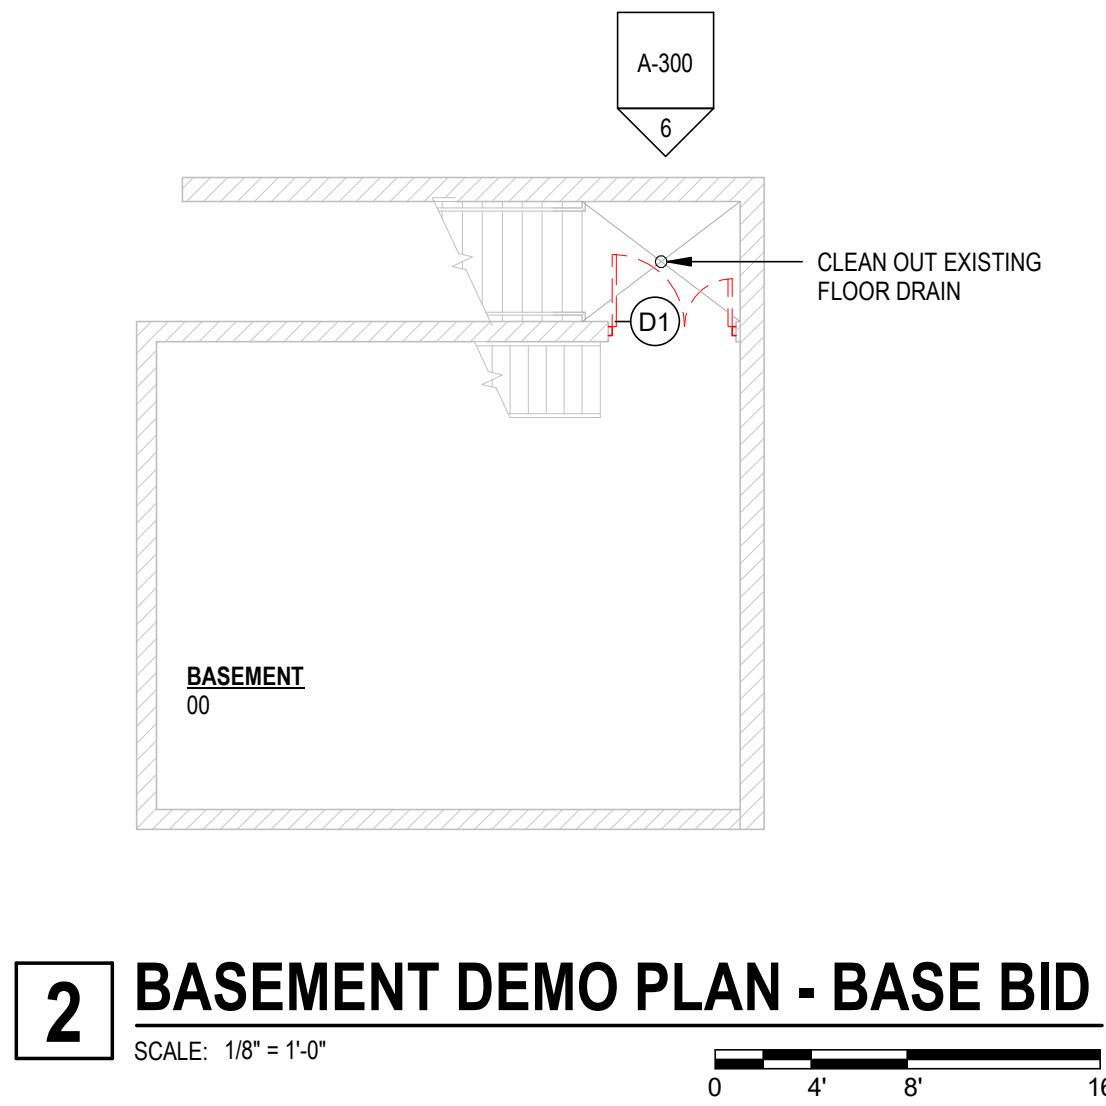 A-300
6
CLEAN OUT EXISTING
FLOOR DRAIN
D1
BASEMENT
00
2
BASEMENT DEMO PLAN - BASE BID
SCALE: 1/8" = 1'-0"
0 4' 8' 16